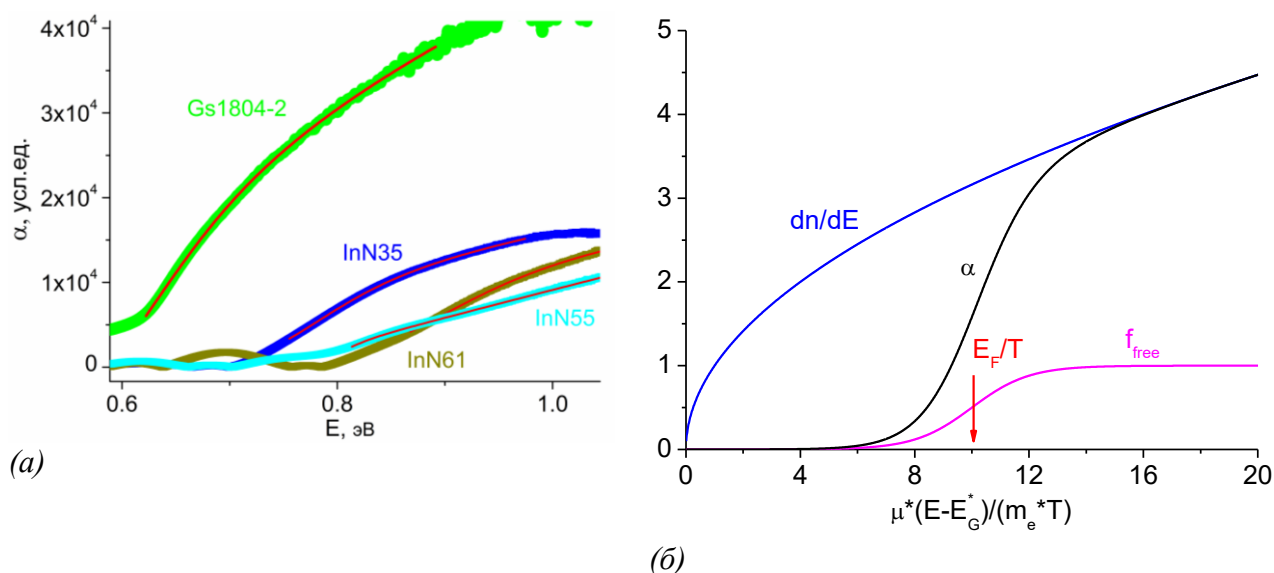 4x10⁴
3x10⁴
2x10⁴
1x10⁴
0
α, усл.ед.
Gs1804-2
InN35
InN55
InN61
0.6
0.8
1.0
E, эВ
(а)
5
4
3
2
1
0
dn/dE
α
E_F/T
f_free
0
4
8
12
16
20
μ*(E-E_G^*)/(m_e*T)
(б)